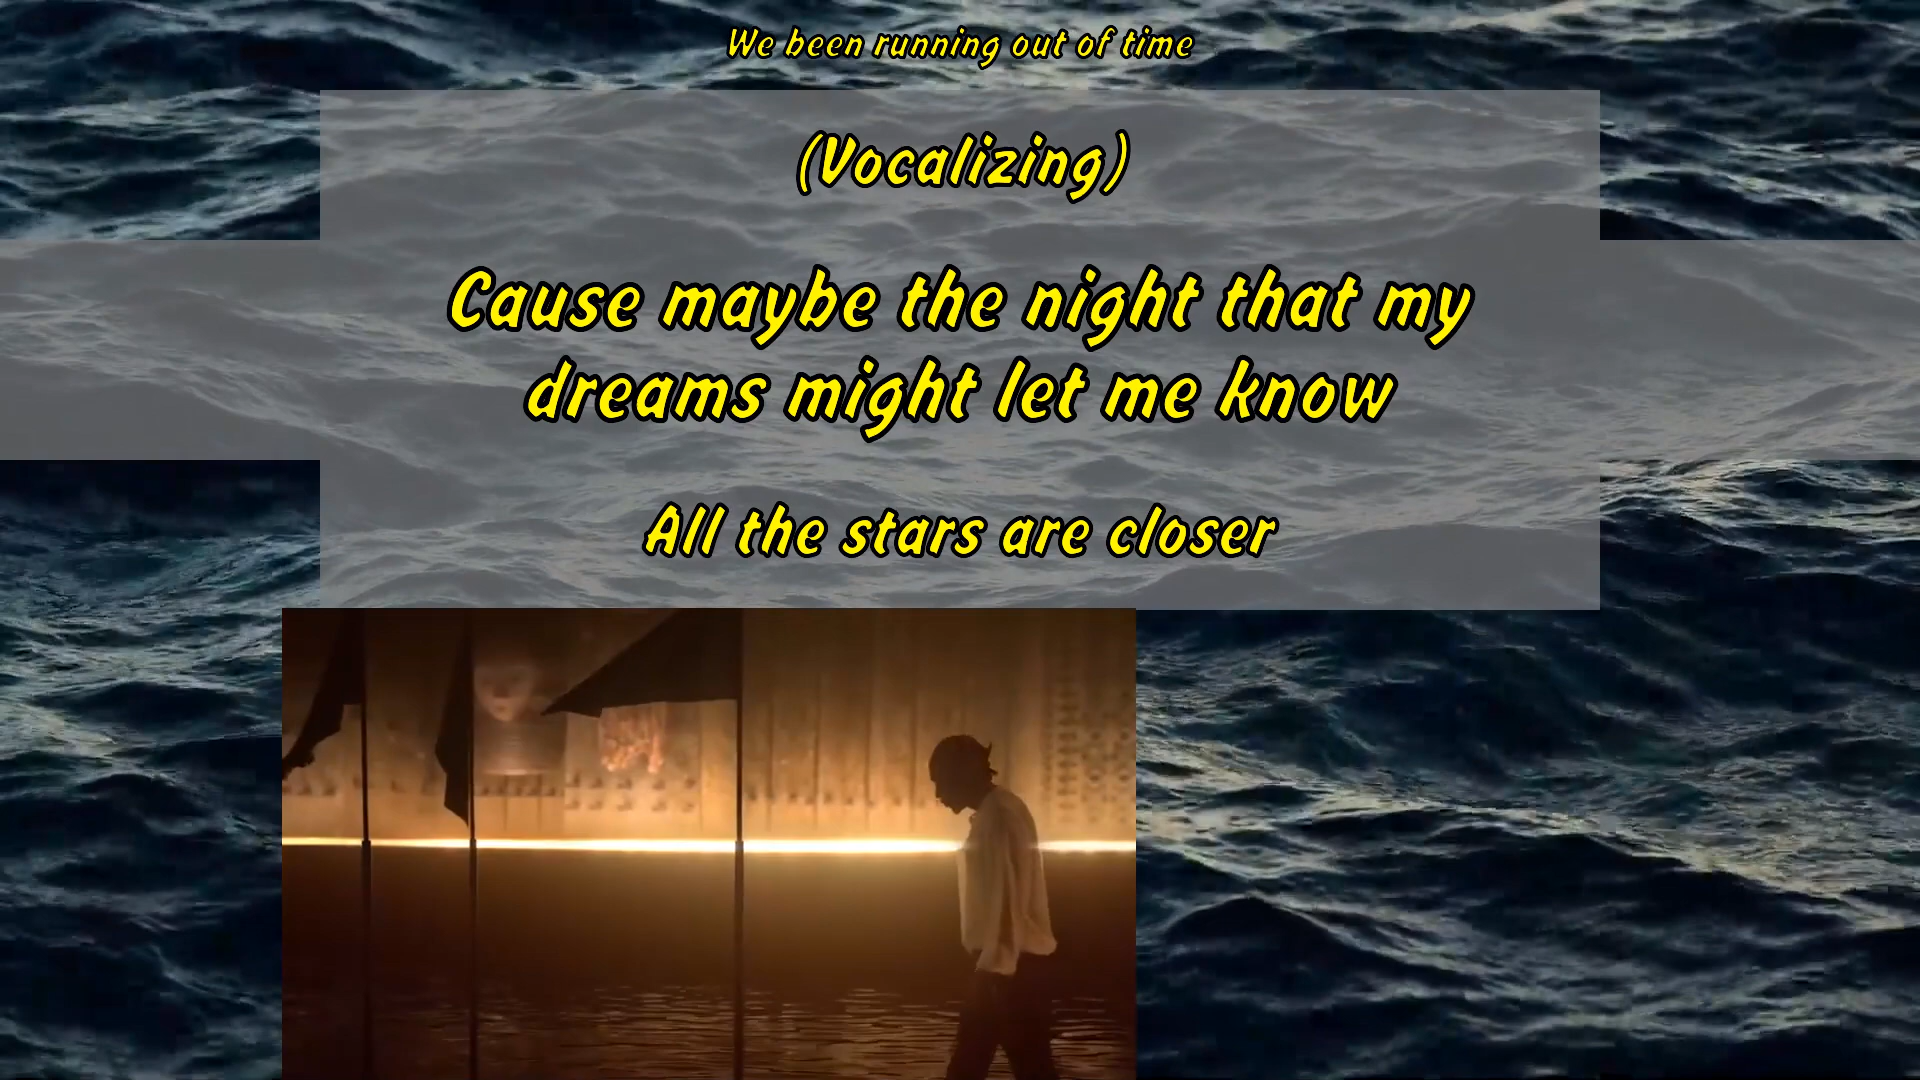 We been running out of time
(Vocalizing)
Cause maybe the night that my
dreams might let me know
All the stars are closer